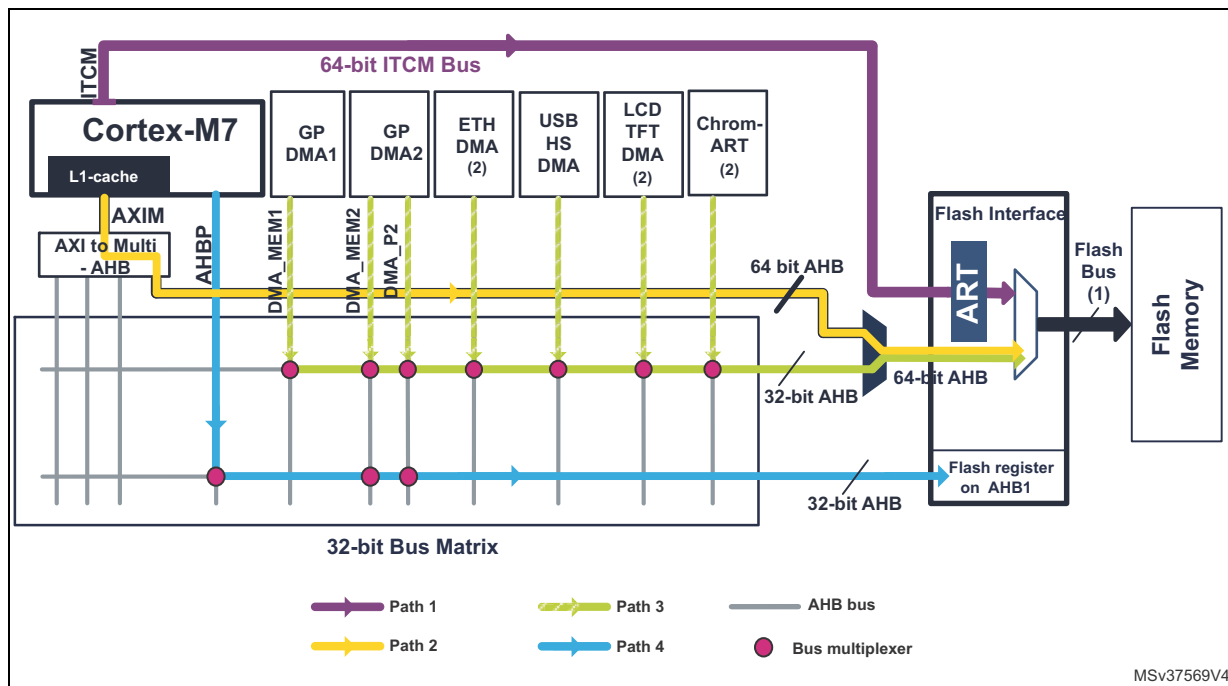 ITCM
64-bit ITCM Bus
Cortex-M7
L1-cache
GP
DMA1
GP
DMA2
ETH
DMA
(2)
USB
HS
DMA
LCD
TFT
DMA
(2)
Chrom-
ART
(2)
AXIM
AXI to Multi
- AHB
AHBP
DMA_MEM1
DMA_MEM2
DMA_P2
64 bit AHB
Flash Interface
ART
Flash
Bus
(1)
Flash
Memory
32-bit AHB
64-bit AHB
Flash register
on AHB1
32-bit AHB
32-bit Bus Matrix
Path 1
Path 3
AHB bus
Path 2
Path 4
Bus multiplexer
MSv37569V4